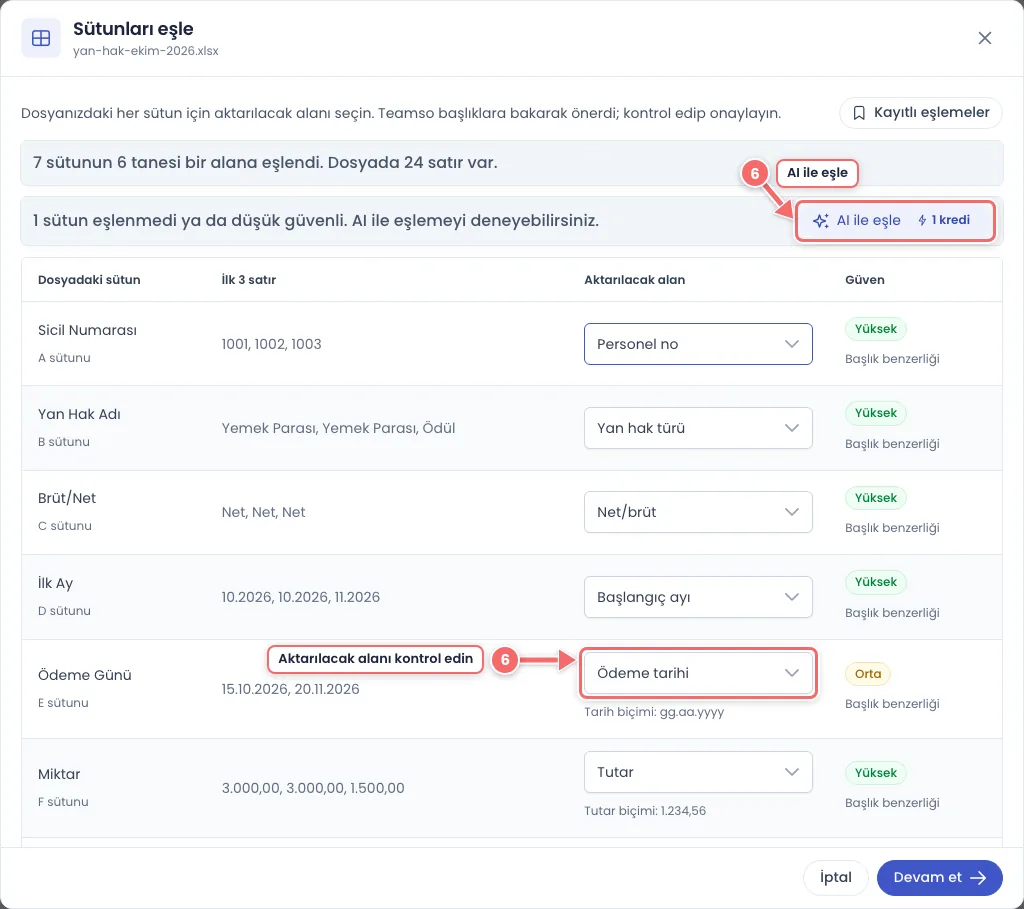 Sütunları eşle
yan-hak-ekim-2026.xlsx
Dosyanızdaki her sütun için aktarılacak alanı seçin. Teamso başlıklara bakarak önerdi; kontrol edip onaylayın.
Kayıtlı eşlemeler
7 sütunun 6 tanesi bir alana eşlendi. Dosyada 24 satır var.
6
AI ile eşle
1 sütun eşlenmedi ya da düşük güvenli. AI ile eşlemeyi deneyebilirsiniz.
AI ile eşle 1 kredi
Dosyadaki sütun İlk 3 satır Aktarılacak alan Güven
Sicil Numarası
A sütunu
1001, 1002, 1003
Personel no
Yüksek
Başlık benzerliği
Yan Hak Adı
B sütunu
Yemek Parası, Yemek Parası, Ödül
Yan hak türü
Yüksek
Başlık benzerliği
Brüt/Net
C sütunu
Net, Net, Net
Net/brüt
Yüksek
Başlık benzerliği
İlk Ay
D sütunu
10.2026, 10.2026, 11.2026
Başlangıç ayı
Yüksek
Başlık benzerliği
Aktarılacak alanı kontrol edin
6
Ödeme Günü
E sütunu
15.10.2026, 20.11.2026
Ödeme tarihi
Tarih biçimi: gg.aa.yyyy
Orta
Başlık benzerliği
Miktar
F sütunu
3.000,00, 3.000,00, 1.500,00
Tutar
Tutar biçimi: 1.234,56
Yüksek
Başlık benzerliği
İptal
Devam et